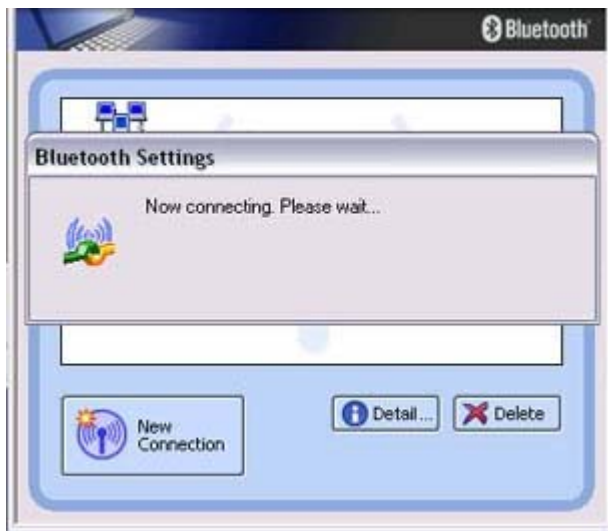 Bluetooth
Bluetooth Settings
Now connecting. Please wait...
New
Connection
Detail...
Delete